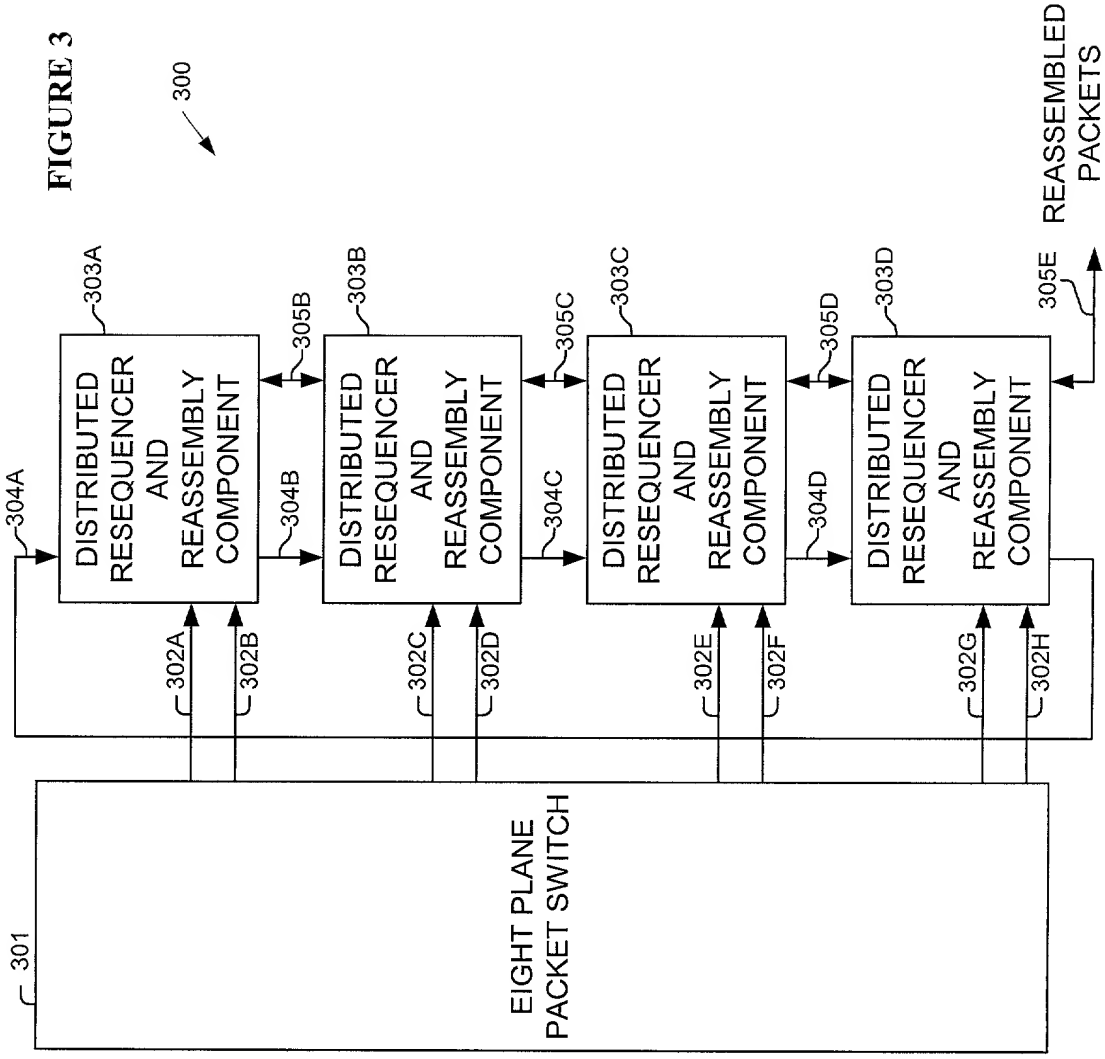 FIGURE 3
300
301
EIGHT PLANE
PACKET SWITCH
302A
302B
302C
302D
302E
302F
302G
302H
304A
303A
DISTRIBUTED
RESEQUENCER
AND
REASSEMBLY
COMPONENT
304B
305B
303B
DISTRIBUTED
RESEQUENCER
AND
REASSEMBLY
COMPONENT
304C
305C
303C
DISTRIBUTED
RESEQUENCER
AND
REASSEMBLY
COMPONENT
304D
305D
303D
DISTRIBUTED
RESEQUENCER
AND
REASSEMBLY
COMPONENT
305E
REASSEMBLED
PACKETS